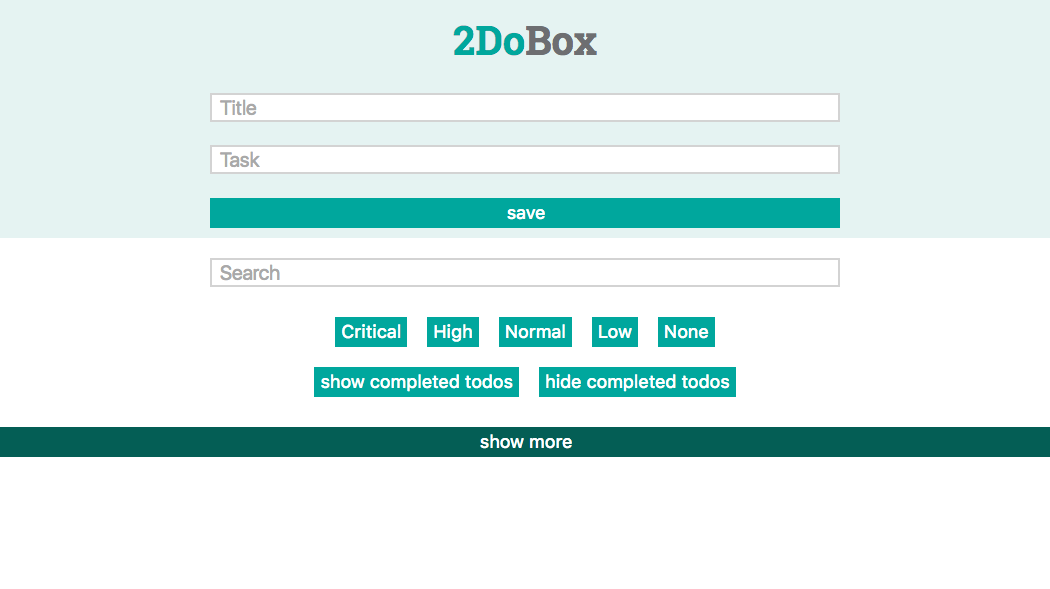 2DoBox
Title
Task
save
Search
Critical High Normal Low None
show completed todos hide completed todos
show more